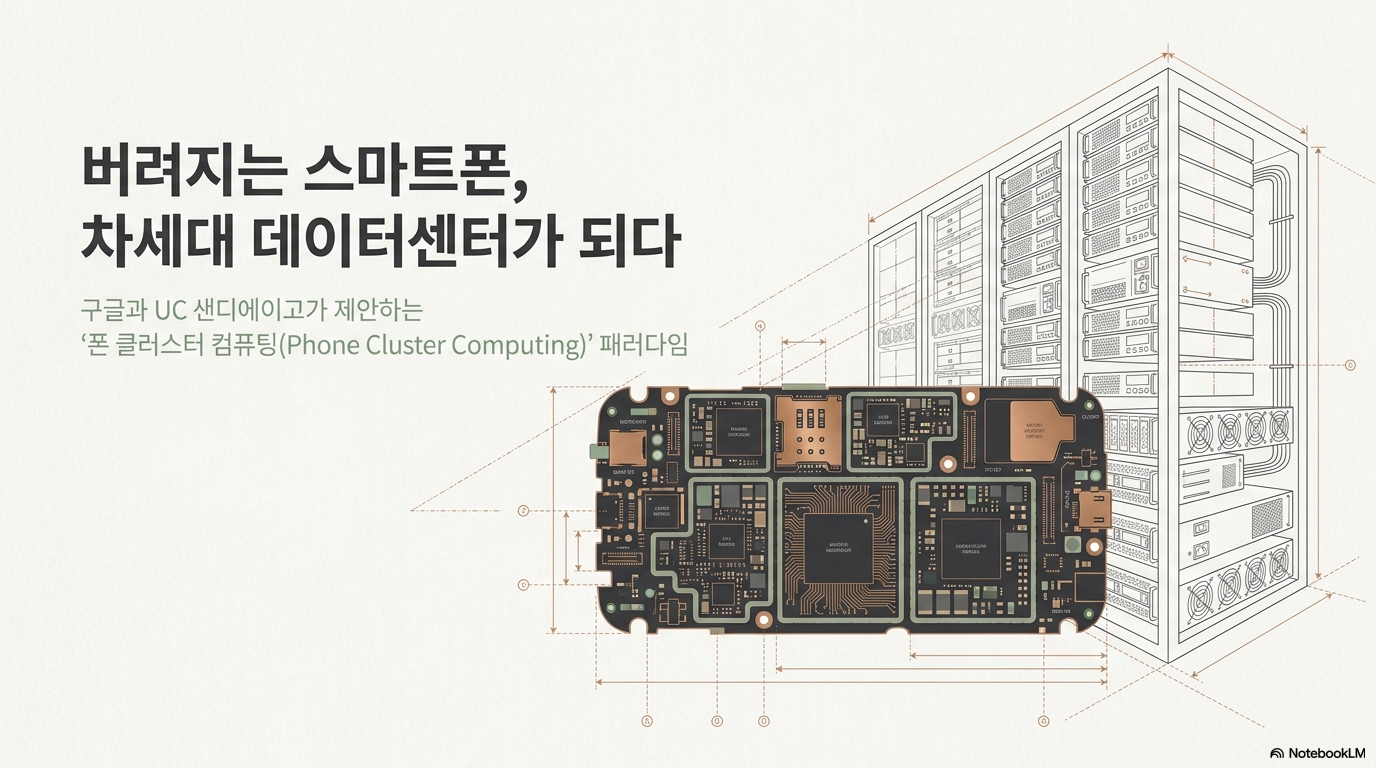 버려지는 스마트폰,
차세대 데이터센터가 되다
구글과 UC 샌디에이고가 제안하는
‘폰 클러스터 컴퓨팅(Phone Cluster Computing)’ 패러다임
NotebookLM